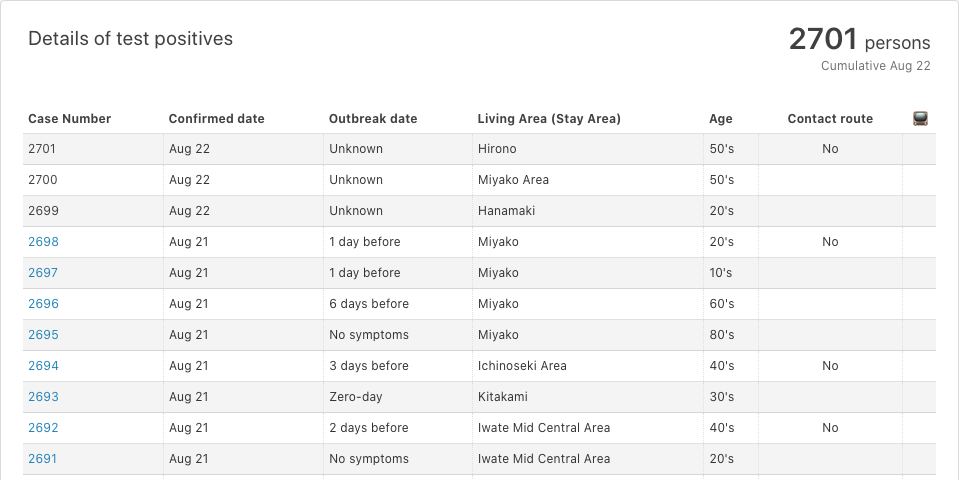 Details of test positives
2701 persons
Cumulative Aug 22
Case Number Confirmed date Outbreak date Living Area (Stay Area) Age Contact route
2701 Aug 22 Unknown Hirono 50's No
2700 Aug 22 Unknown Miyako Area 50's
2699 Aug 22 Unknown Hanamaki 20's
2698 Aug 21 1 day before Miyako 20's No
2697 Aug 21 1 day before Miyako 10's
2696 Aug 21 6 days before Miyako 60's
2695 Aug 21 No symptoms Miyako 80's
2694 Aug 21 3 days before Ichinoseki Area 40's No
2693 Aug 21 Zero-day Kitakami 30's
2692 Aug 21 2 days before Iwate Mid Central Area 40's No
2691 Aug 21 No symptoms Iwate Mid Central Area 20's